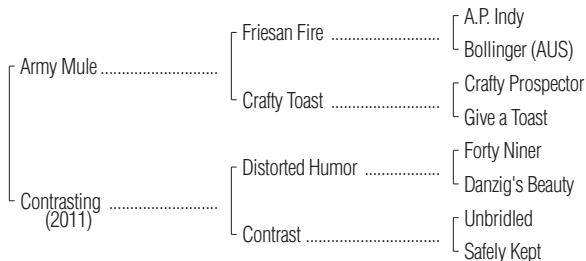 A.P. Indy
Friesan Fire ........................
Bollinger (AUS)
Army Mule ..........................
Crafty Prospector
Crafty Toast ........................
Give a Toast
Forty Niner
Distorted Humor .................
Danzig's Beauty
Contrasting ........................
(2011)
Unbridled
Contrast ..............................
Safely Kept